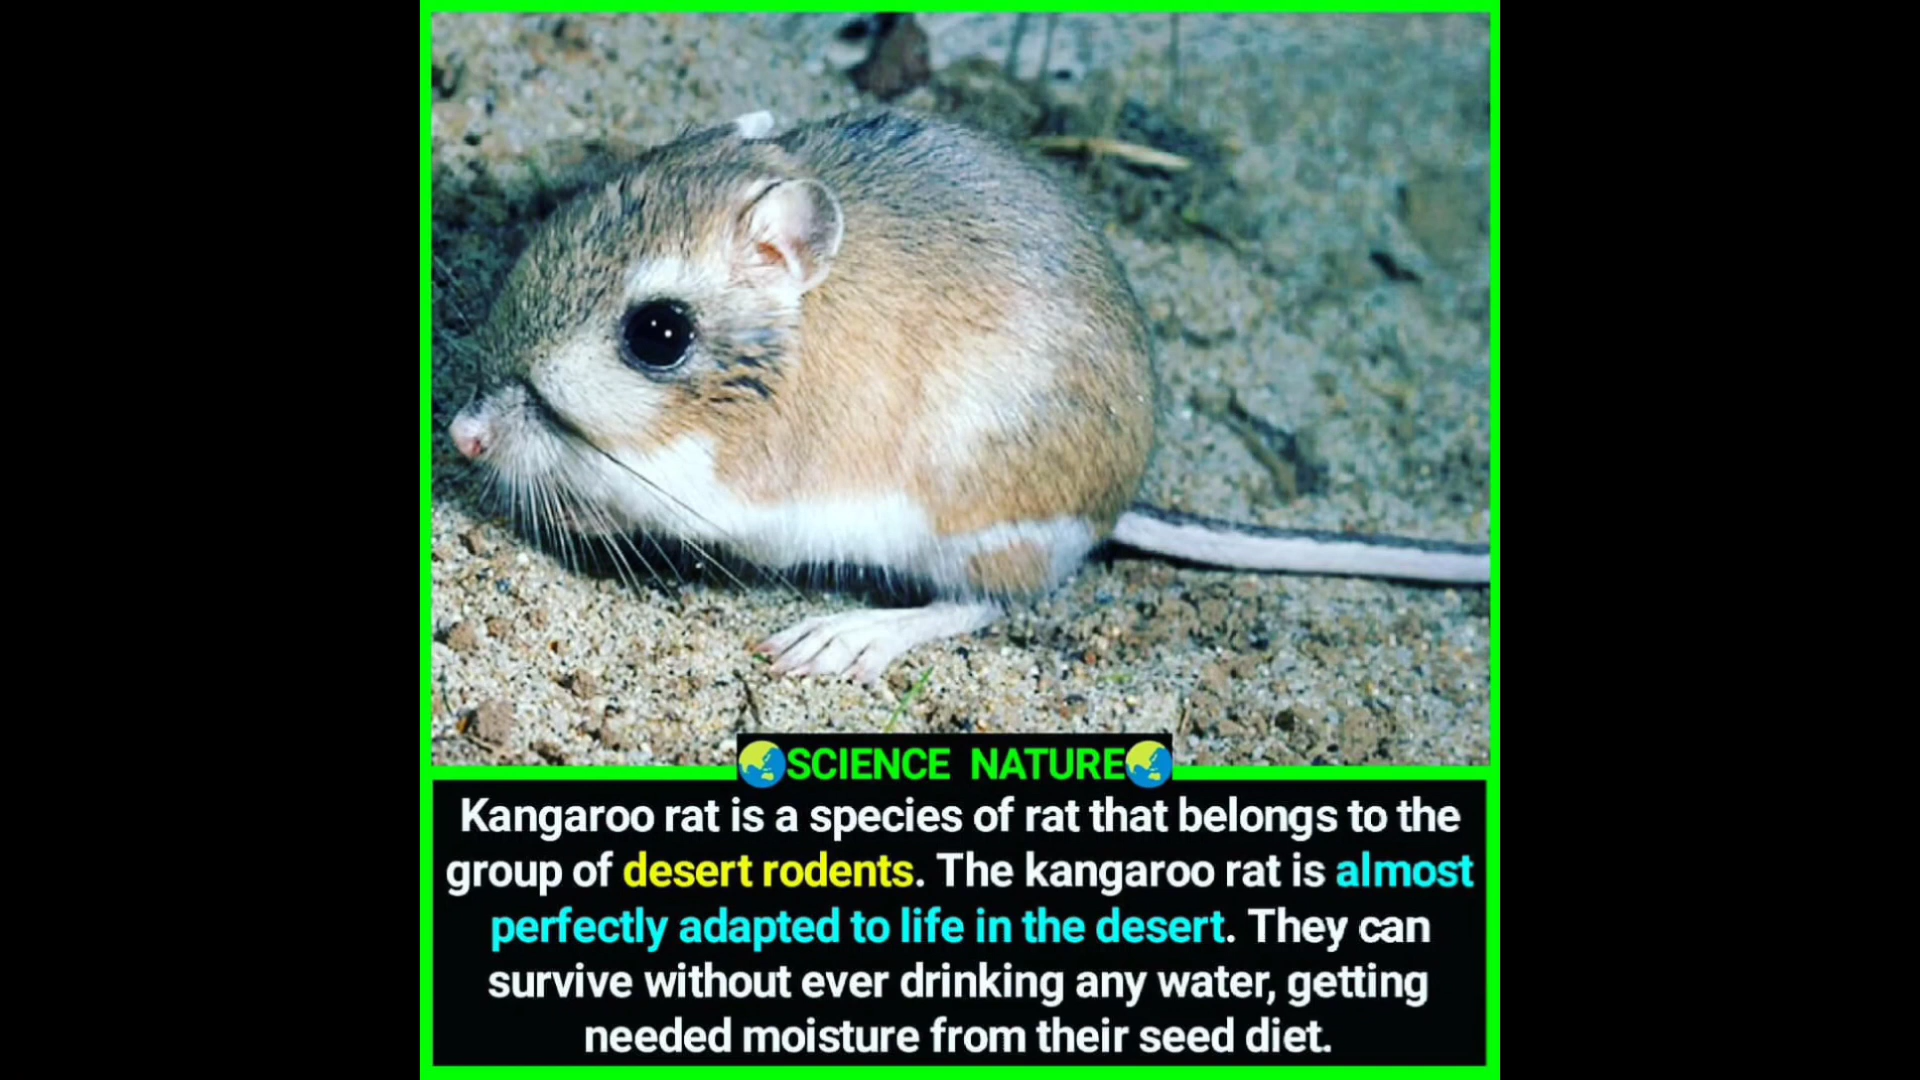 🌏SCIENCE NATURE🌏
Kangaroo rat is a species of rat that belongs to the
group of desert rodents. The kangaroo rat is almost
perfectly adapted to life in the desert. They can
survive without ever drinking any water, getting
needed moisture from their seed diet.